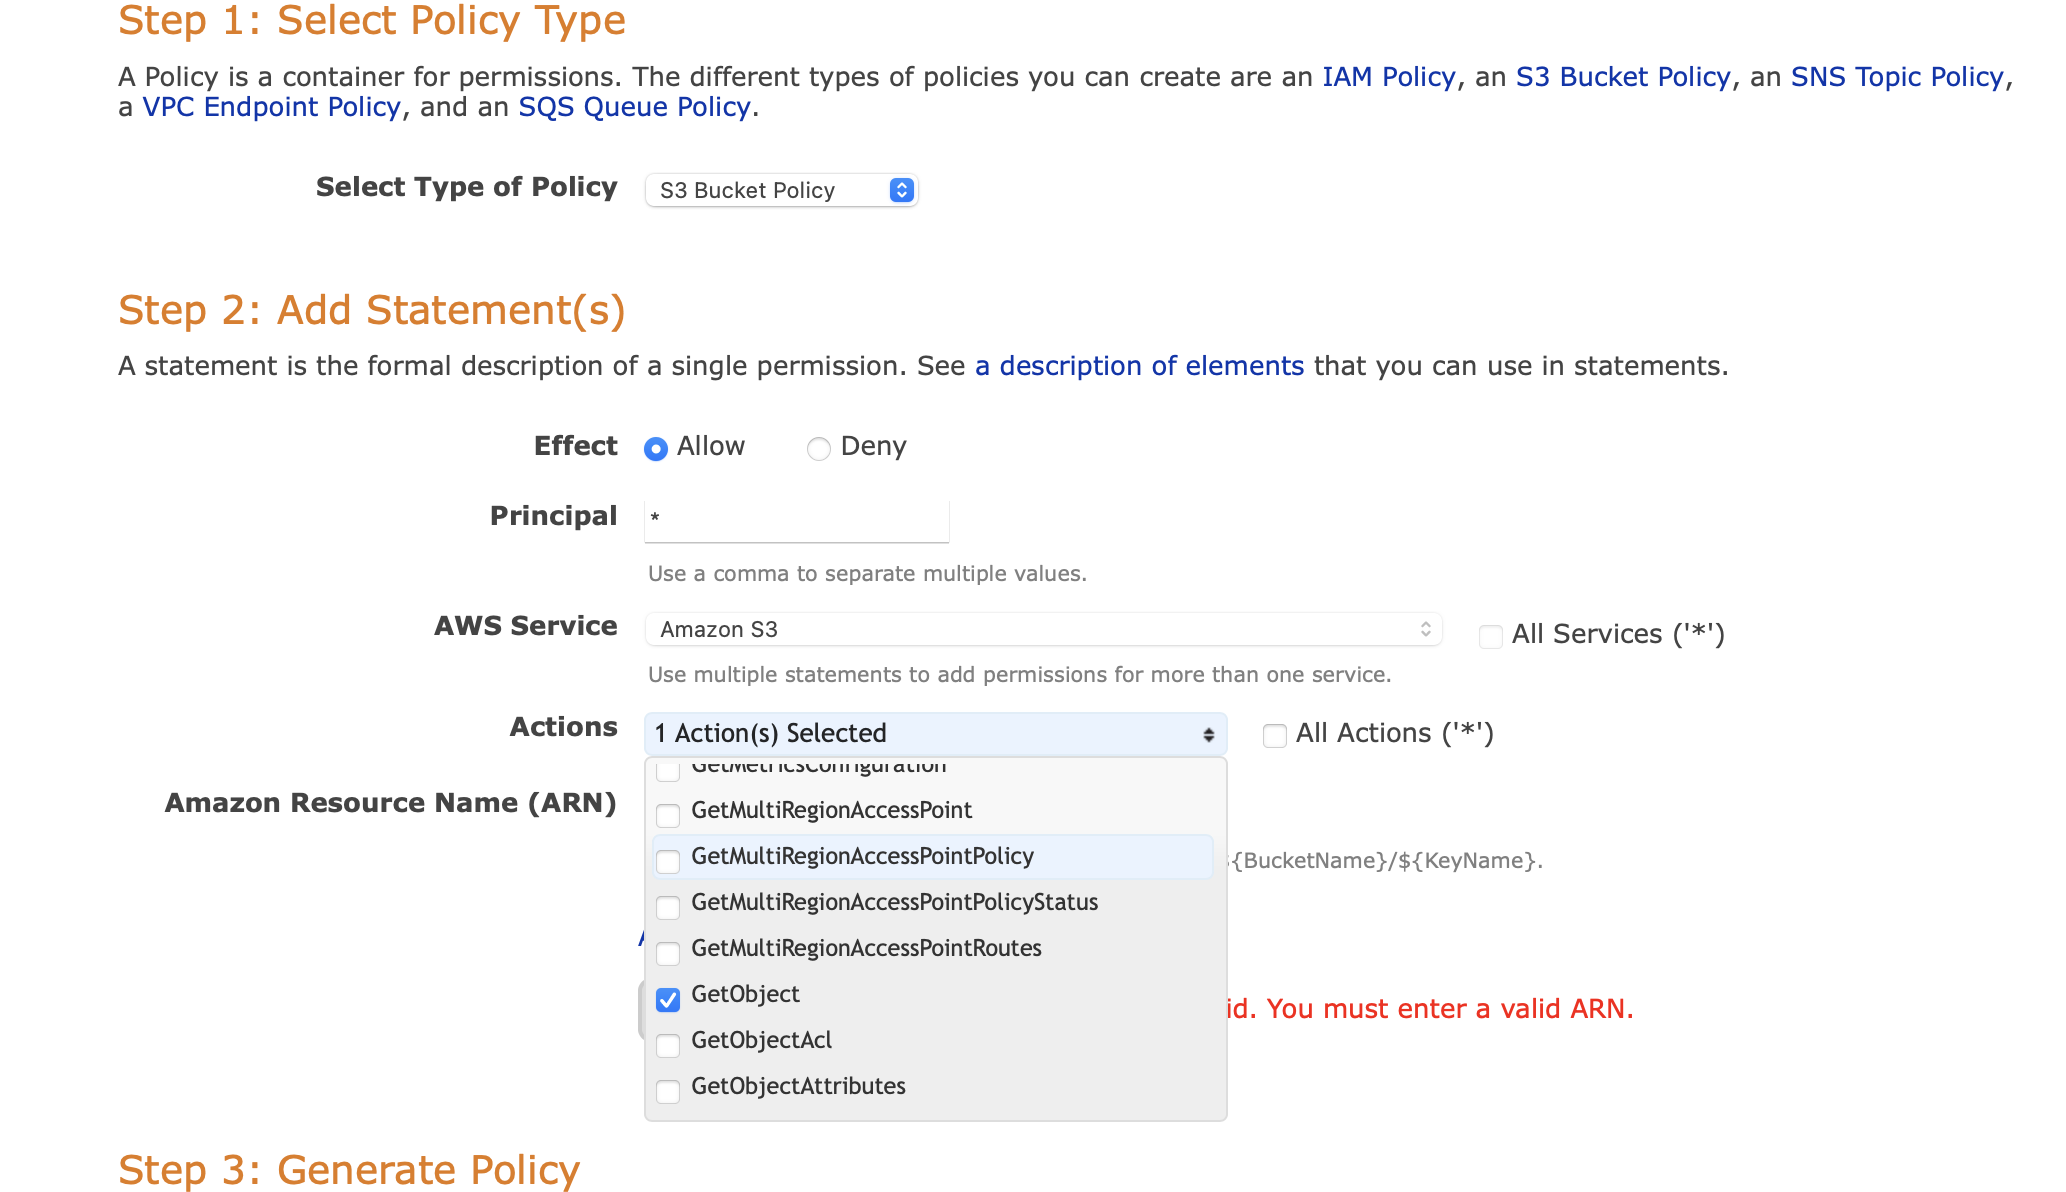 Step 1: Select Policy Type
A Policy is a container for permissions. The different types of policies you can create are an IAM Policy, an S3 Bucket Policy, an SNS Topic Policy,
a VPC Endpoint Policy, and an SQS Queue Policy.
Select Type of Policy S3 Bucket Policy
Step 2: Add Statement(s)
A statement is the formal description of a single permission. See a description of elements that you can use in statements.
Effect Allow Deny
Principal *
Use a comma to separate multiple values.
AWS Service Amazon S3 All Services ('*')
Use multiple statements to add permissions for more than one service.
Actions 1 Action(s) Selected All Actions ('*')
GetMetricsConfiguration
Amazon Resource Name (ARN)
GetMultiRegionAccessPoint
GetMultiRegionAccessPointPolicy
{BucketName}/${KeyName}.
GetMultiRegionAccessPointPolicyStatus
GetMultiRegionAccessPointRoutes
GetObject
id. You must enter a valid ARN.
GetObjectAcl
GetObjectAttributes
Step 3: Generate Policy